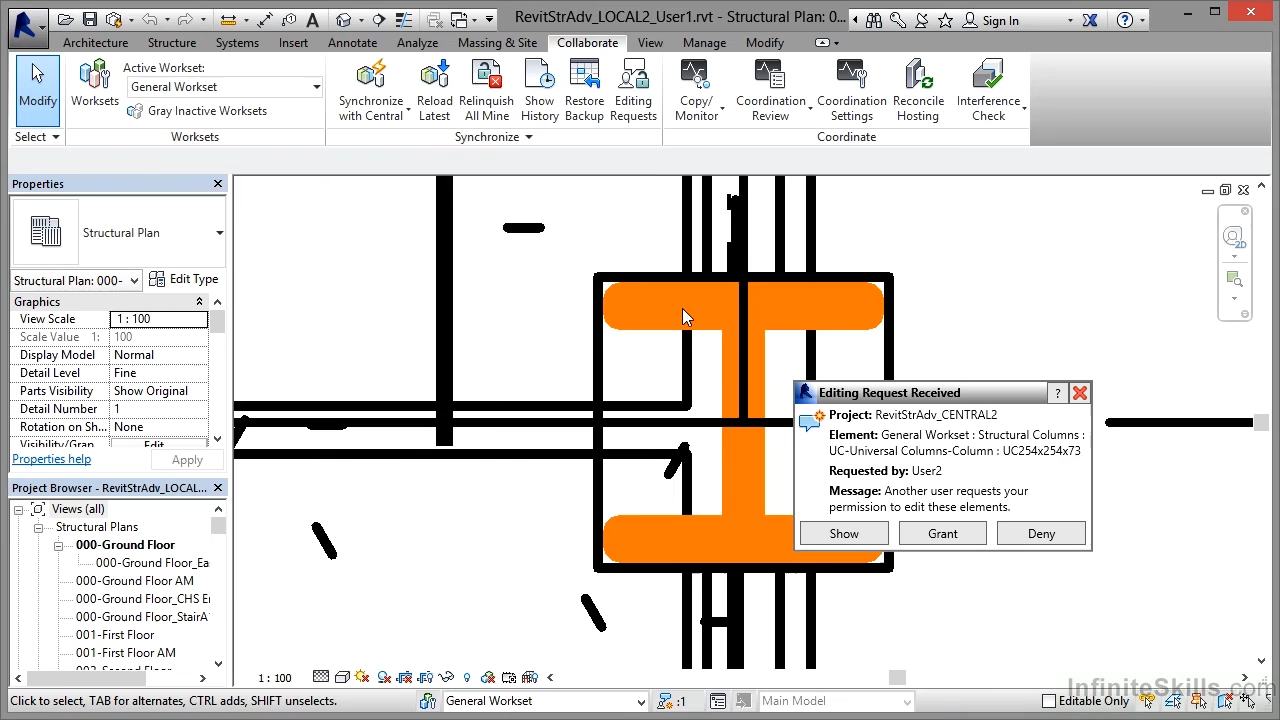 RevitStrAdv_LOCAL2_User1.rvt - Structural Plan: 0...
Sign In
Architecture Structure Systems Insert Annotate Analyze Massing & Site Collaborate View Manage Modify
Modify
Worksets
Active Workset:
General Workset
Gray Inactive Worksets
Synchronize with Central
Reload Latest
Relinquish All Mine
Show History
Restore Backup
Editing Requests
Copy/ Monitor
Coordination Review
Coordination Settings
Reconcile Hosting
Interference Check
Select
Worksets
Synchronize
Coordinate
Properties
Structural Plan
Structural Plan: 000-
Edit Type
Graphics
View Scale 1 : 100
Scale Value 1: 100
Display Model Normal
Detail Level Fine
Parts Visibility Show Original
Detail Number 1
Rotation on Sh... None
Visibility/Gran Edit
Properties help
Apply
Project Browser - RevitStrAdv_LOCAL...
Views (all)
Structural Plans
000-Ground Floor
000-Ground Floor_Ea
000-Ground Floor AM
000-Ground Floor_CHS Er
000-Ground Floor_StairA
001-First Floor
001-First Floor AM
002-Second Floor
2D
Editing Request Received
?
Project: RevitStrAdv_CENTRAL2
Element: General Workset : Structural Columns :
UC-Universal Columns-Column : UC254x254x73
Requested by: User2
Message: Another user requests your
permission to edit these elements.
Show Grant Deny
1 : 100
Click to select, TAB for alternates, CTRL adds, SHIFT unselects.
General Workset
:1
Main Model
Editable Only
InfiniteSkills.com